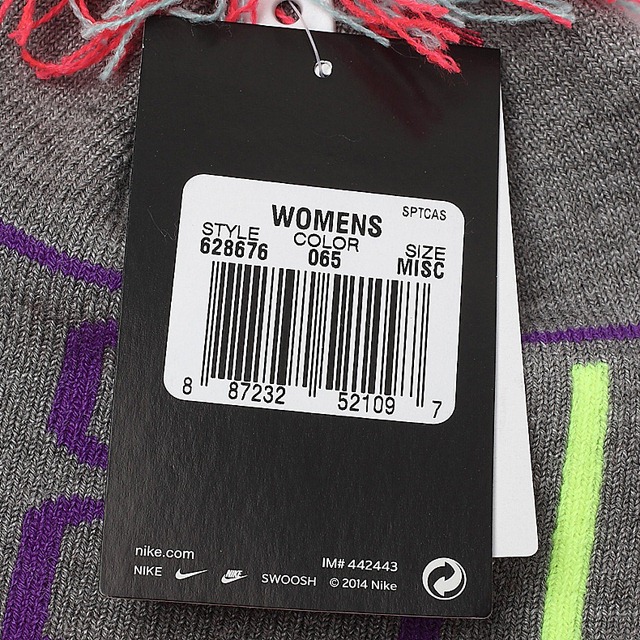 WOMENS SPTCAS
STYLE COLOR SIZE
628676 065 MISC
8 87232 52109 7
nike.com IM# 442443
NIKE NIKE SWOOSH © 2014 Nike